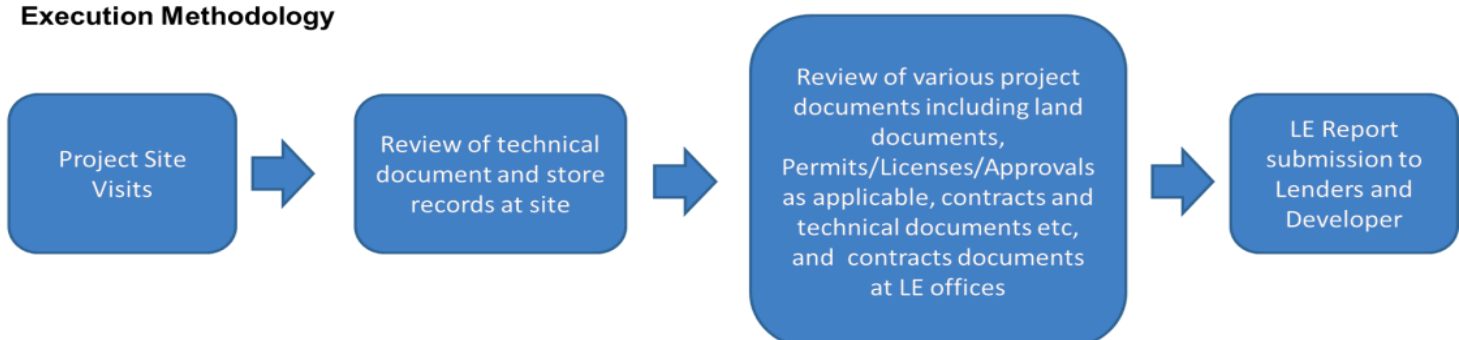 Execution Methodology
Project Site
Visits
Review of technical
document and store
records at site
Review of various project
documents including land
documents,
Permits/Licenses/Approvals
as applicable, contracts and
technical documents etc,
and contracts documents
at LE offices
LE Report
submission to
Lenders and
Developer